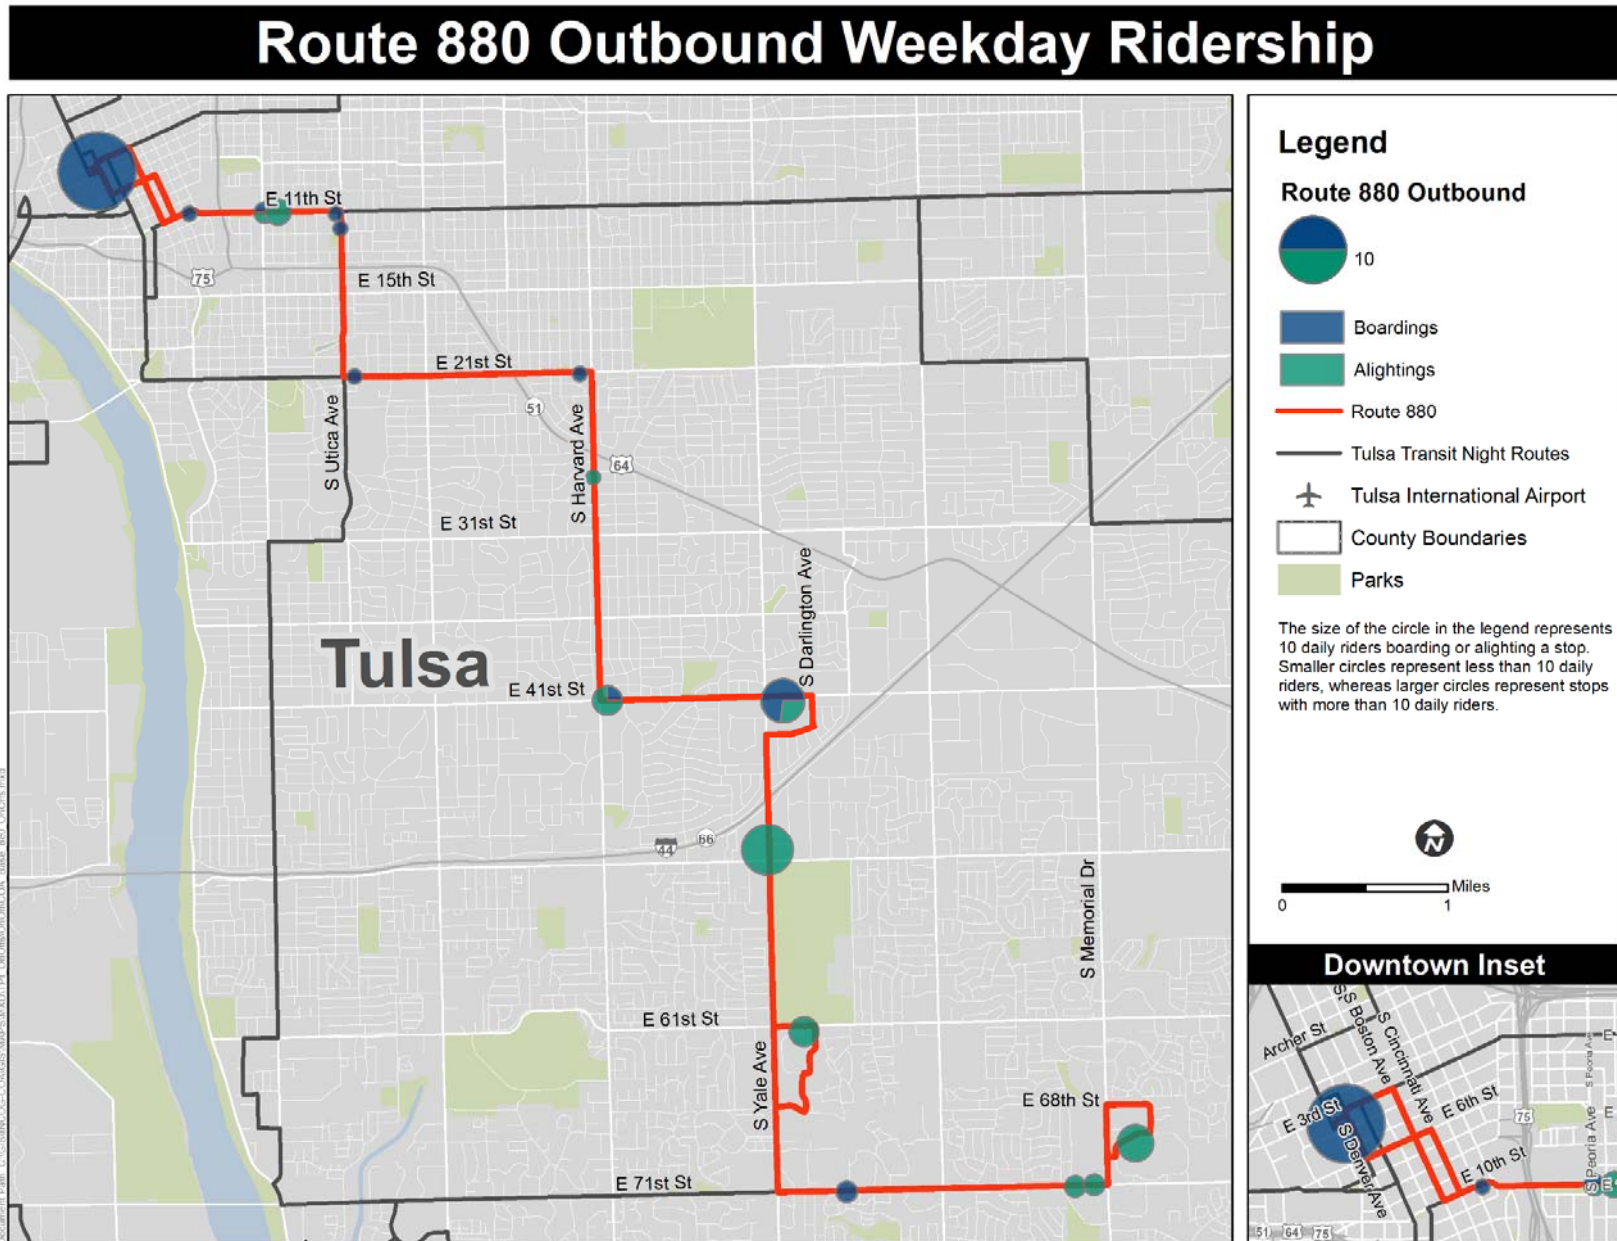 Route 880 Outbound Weekday Ridership
E 11th St
75
E 15th St
E 21st St
51
S Utica Ave
S Harvard Ave
64
E 31st St
S Darlington Ave
Tulsa
E 41st St
44
66
S Memorial Dr
E 61st St
S Yale Ave
E 68th St
E 71st St
Legend
Route 880 Outbound
10
Boardings
Alightings
Route 880
Tulsa Transit Night Routes
Tulsa International Airport
County Boundaries
Parks
The size of the circle in the legend represents
10 daily riders boarding or alighting a stop.
Smaller circles represent less than 10 daily
riders, whereas larger circles represent stops
with more than 10 daily riders.
N
Miles
0 1
Downtown Inset
Archer St
S Boston Ave
S Cincinnati Ave
E 3rd St
S Denver Ave
E 6th St
75
S Peoria Ave
E
E
S Peoria Ave
E 10th St
E
51 64 75